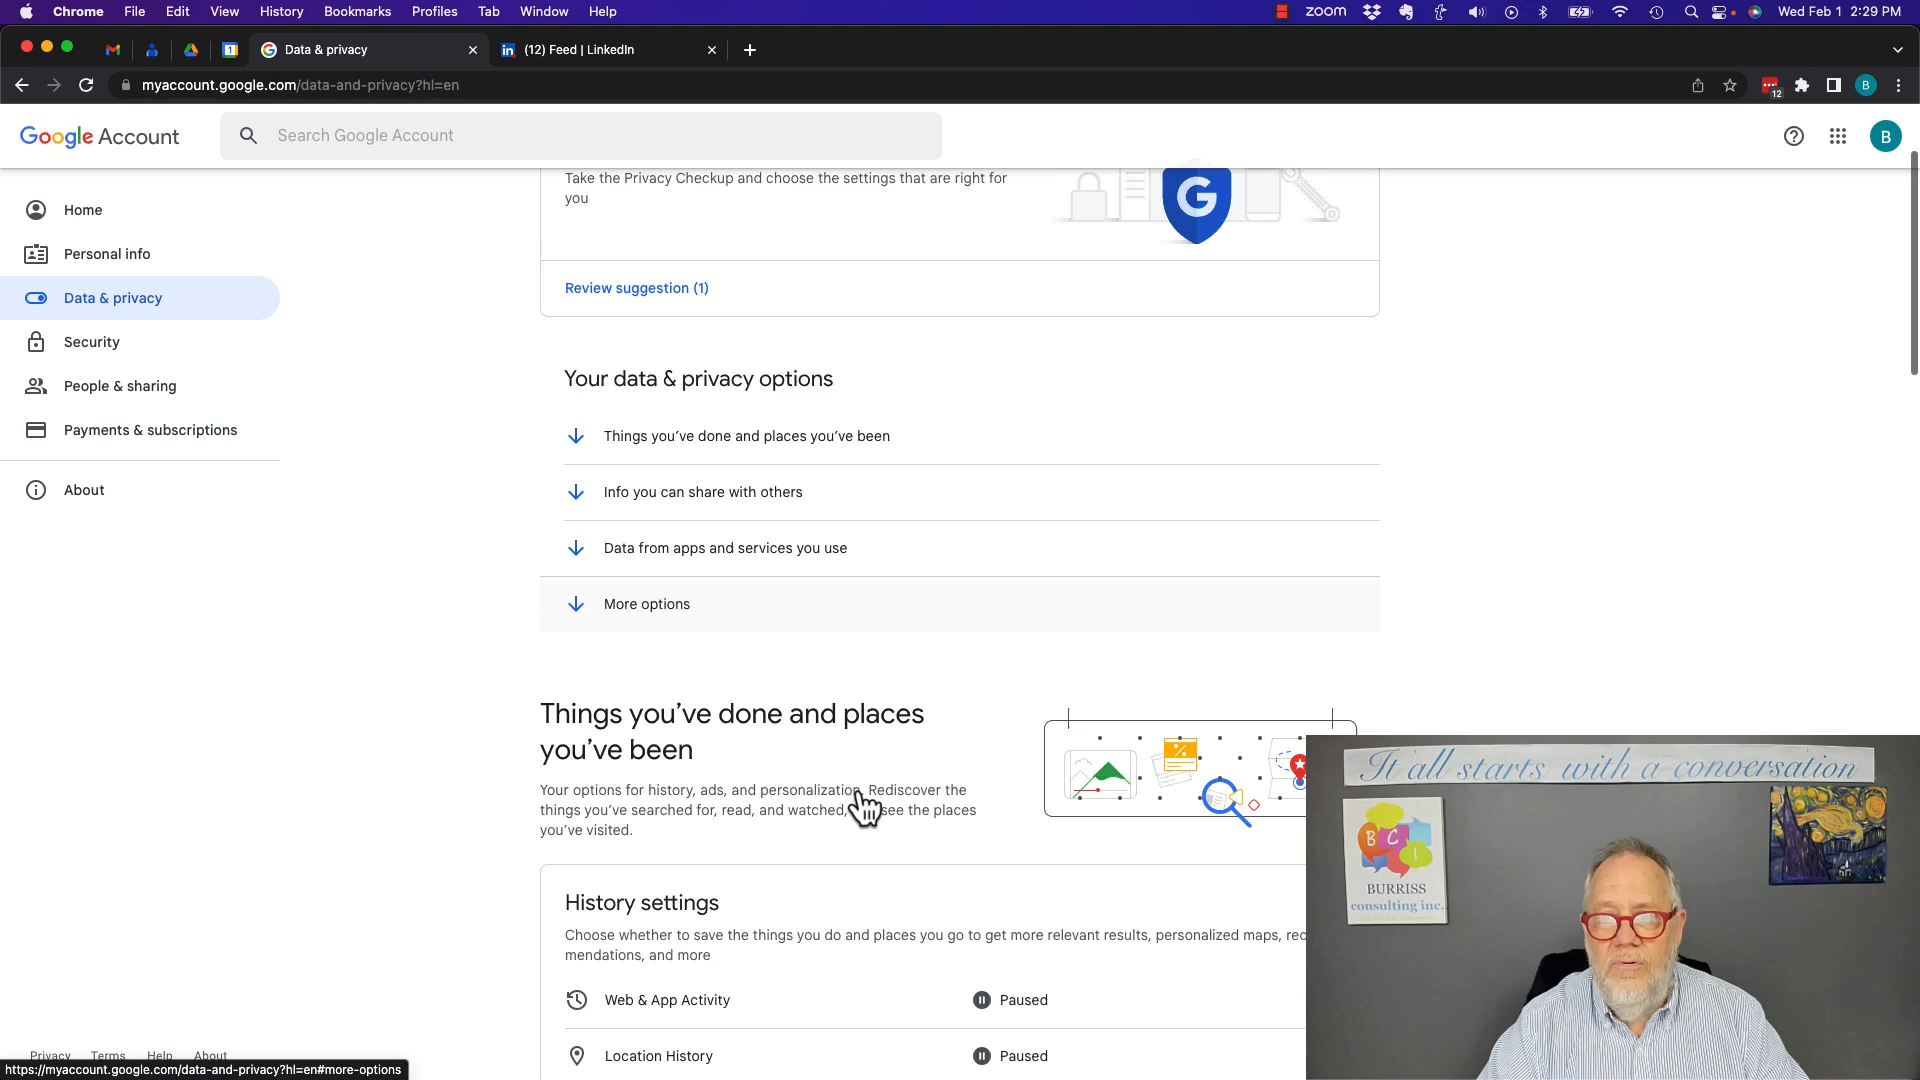 Chrome File Edit View History Bookmarks Profiles Tab Window Help zoom Wed Feb 1 2:29 PM
1 Data & privacy in (12) Feed | LinkedIn
myaccount.google.com/data-and-privacy?hl=en 12 B
Google Account Search Google Account B
Home
Personal info
Data & privacy
Security
People & sharing
Payments & subscriptions
About
Take the Privacy Checkup and choose the settings that are right for
you
G
Review suggestion (1)
Your data & privacy options
Things you've done and places you've been
Info you can share with others
Data from apps and services you use
More options
Things you've done and places
you've been
Your options for history, ads, and personalization. Rediscover the
things you've searched for, read, and watched, see the places
you've visited.
History settings
Choose whether to save the things you do and places you go to get more relevant results, personalized maps, rec
mendations, and more
Web & App Activity Paused
Location History Paused
Privacy Terms Help About
https://myaccount.google.com/data-and-privacy?hl=en#more-options
It all starts with a conversation
B C I
BURRISS
consulting inc.